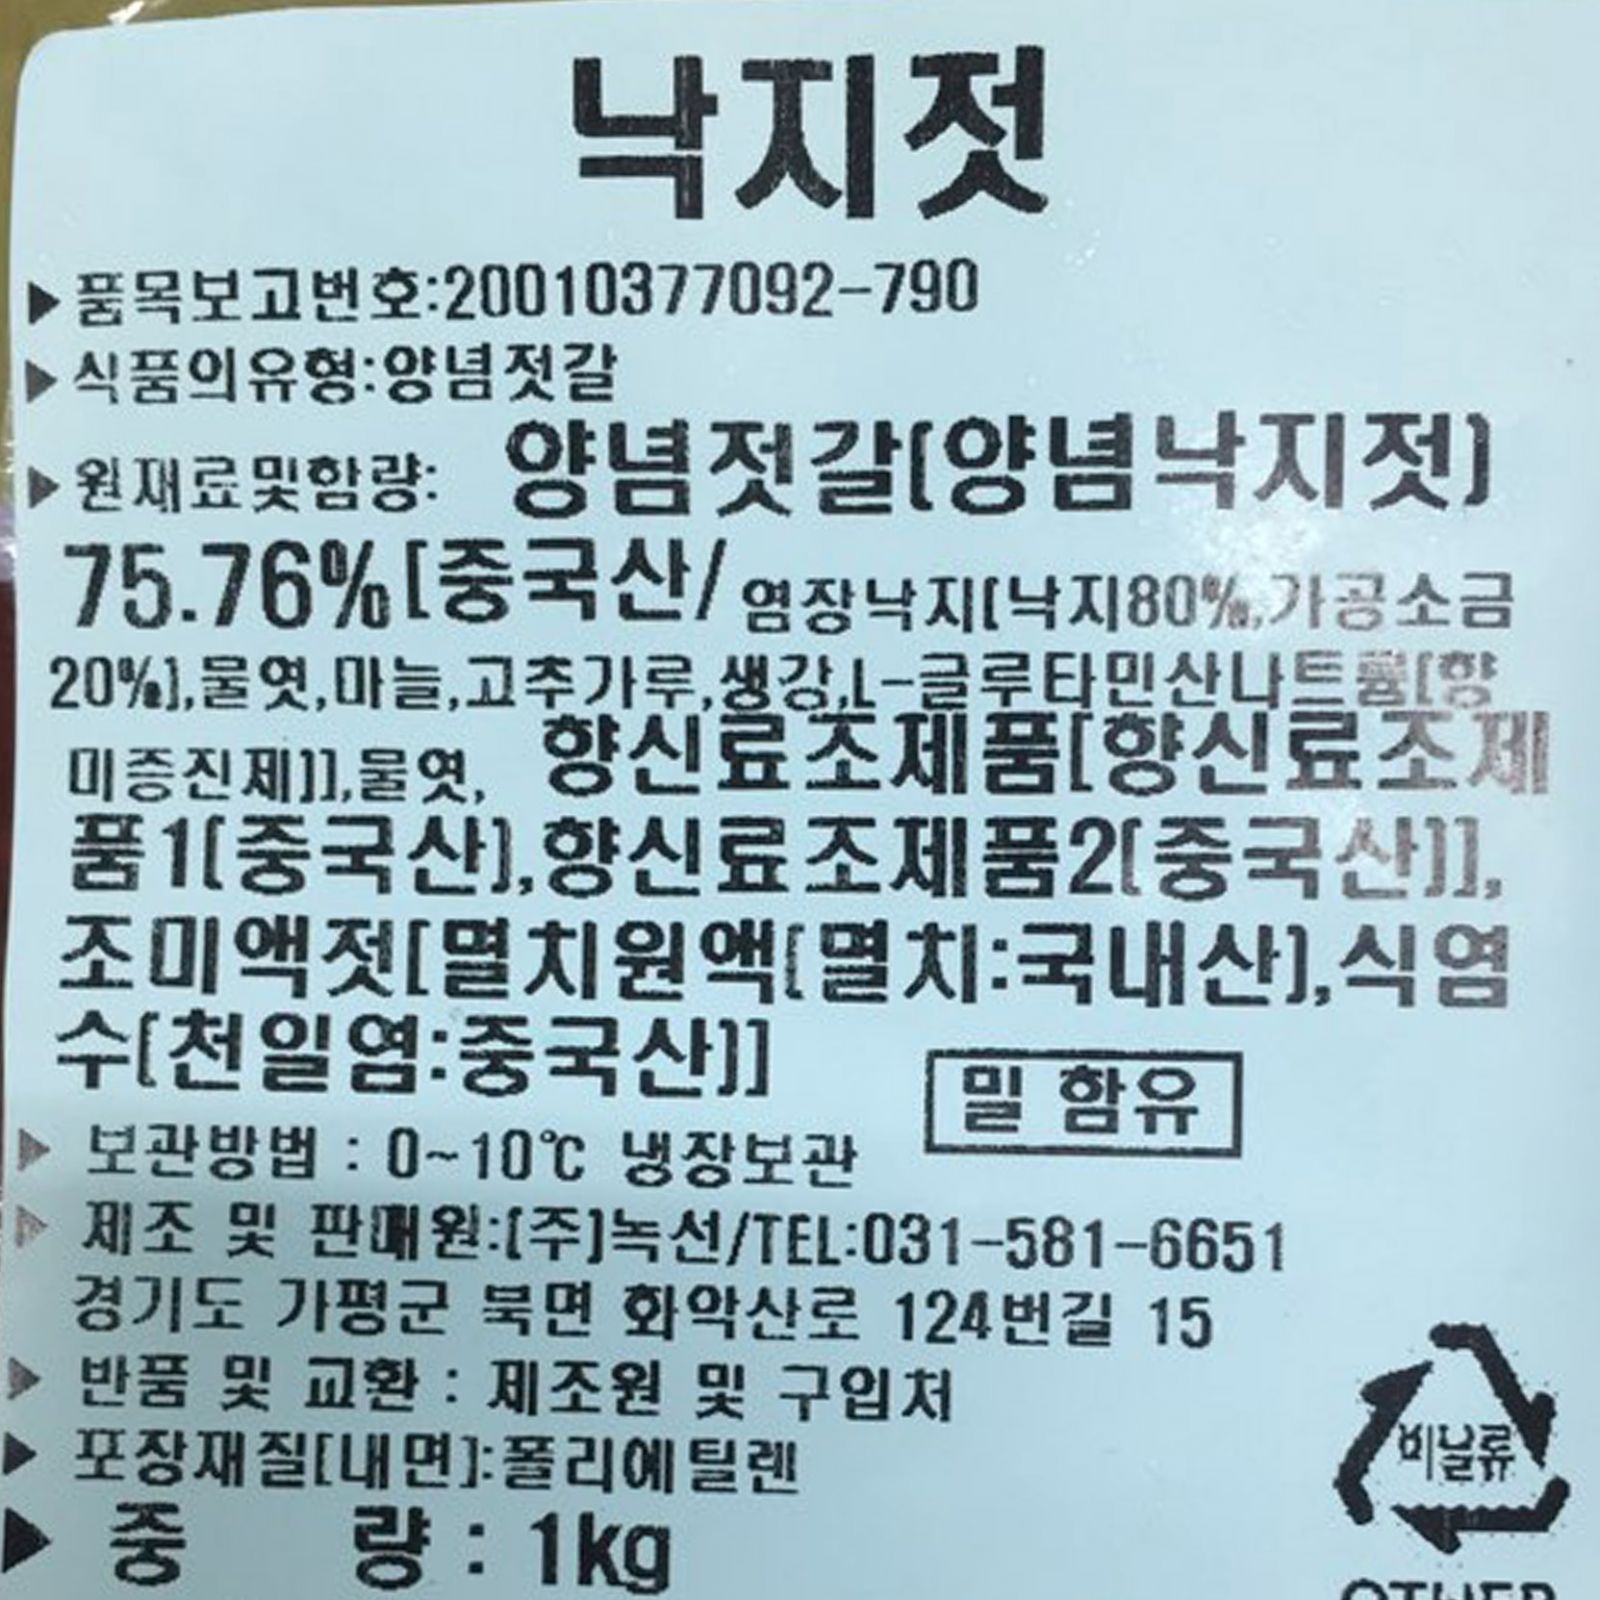 낙지젓
▶품목보고번호:20010377092-790
▶식품의유형:양념젓갈
▶원재료및함량: 양념젓갈[양념낙지젓]
75.76%[중국산/염장낙지[낙지80%,가공소금
20%],물엿,마늘,고추가루,생강,L-글루타민산나트륨[향
미증진제]],물엿, 향신료조제품[향신료조제
품1[중국산],향신료조제품2[중국산]],
조미액젓[멸치원액[멸치:국내산],식염
수[천일염:중국산]]
밀 함유
▶ 보관방법 : 0~10℃ 냉장보관
▶ 제조 및 판매원:[주]녹선/TEL:031-581-6651
경기도 가평군 북면 화악산로 124번길 15
▶ 반품 및 교환 : 제조원 및 구입처
▶ 포장재질[내면]:폴리에틸렌
▶ 중 량 : 1kg
비닐류
OTHER